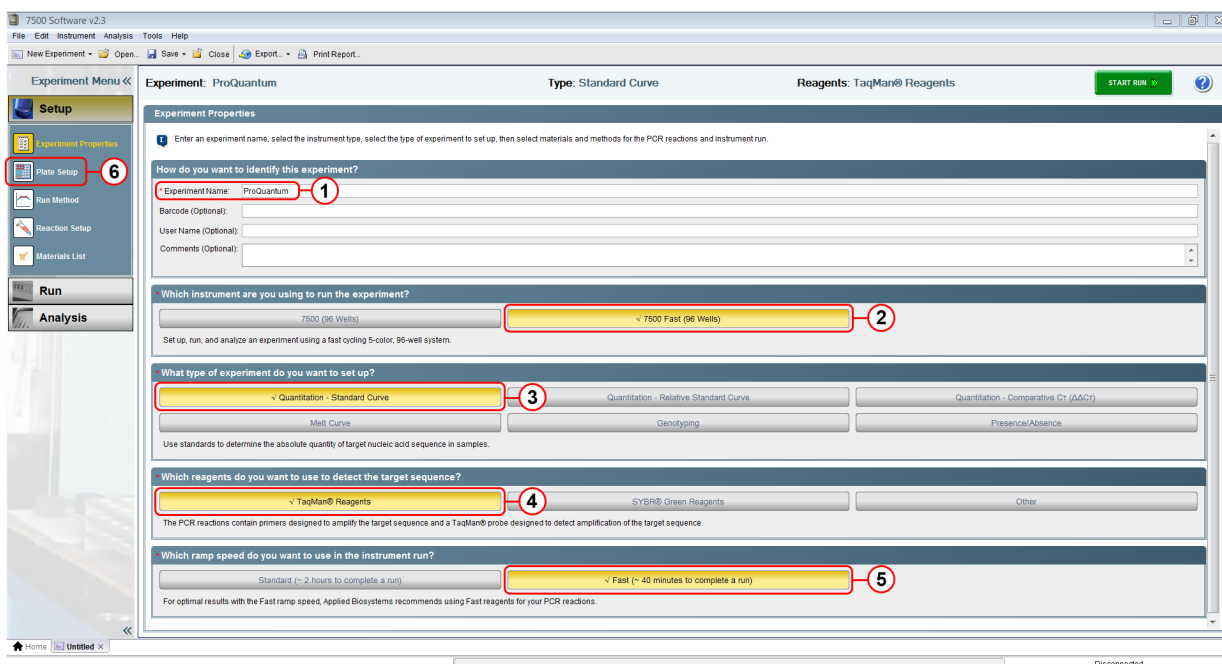 7500 Software v2.3
File Edit Instrument Analysis Tools Help
New Experiment Open... Save Close Export... Print Report...
Experiment Menu «
Experiment: ProQuantum Type: Standard Curve Reagents: TaqMan® Reagents START RUN
Setup
Experiment Properties
Plate Setup 6
Run Method
Reaction Setup
Materials List
Run
Analysis
«
Experiment Properties
Enter an experiment name, select the instrument type, select the type of experiment to set up, then select materials and methods for the PCR reactions and instrument run.
How do you want to identify this experiment?
* Experiment Name: ProQuantum 1
Barcode (Optional):
User Name (Optional):
Comments (Optional):
* Which instrument are you using to run the experiment?
7500 (96 Wells) √ 7500 Fast (96 Wells) 2
Set up, run, and analyze an experiment using a fast cycling 5-color, 96-well system.
* What type of experiment do you want to set up?
√ Quantitation - Standard Curve 3 Quantitation - Relative Standard Curve Quantitation - Comparative CT (ΔΔCT)
Melt Curve Genotyping Presence/Absence
Use standards to determine the absolute quantity of target nucleic acid sequence in samples.
* Which reagents do you want to use to detect the target sequence?
√ TaqMan® Reagents 4 SYBR® Green Reagents Other
The PCR reactions contain primers designed to amplify the target sequence and a TaqMan® probe designed to detect amplification of the target sequence.
* Which ramp speed do you want to use in the instrument run?
Standard (~ 2 hours to complete a run) √ Fast (~ 40 minutes to complete a run) 5
For optimal results with the Fast ramp speed, Applied Biosystems recommends using Fast reagents for your PCR reactions.
Home Untitled ×
Disconnected